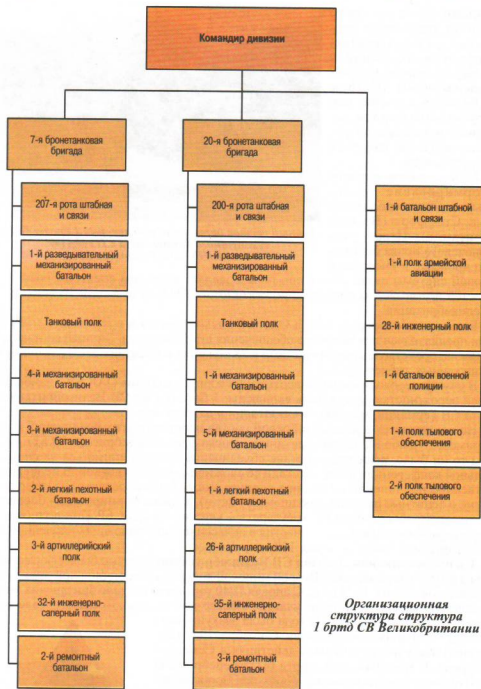 Командир дивизии
7-я бронетанковая
бригада
207-я рота штабная
и связи
1-й разведывательный
механизированный
батальон
Танковый полк
4-й механизированный
батальон
3-й механизированный
батальон
2-й легкий пехотный
батальон
3-й артиллерийский
полк
32-й инженерно-
саперный полк
2-й ремонтный
батальон
20-я бронетанковая
бригада
200-я рота штабная
и связи
1-й разведывательный
механизированный
батальон
Танковый полк
1-й механизированный
батальон
5-й механизированный
батальон
1-й легкий пехотный
батальон
26-й артиллерийский
полк
35-й инженерно-
саперный полк
3-й ремонтный
батальон
1-й батальон штабной
и связи
1-й полк армейской
авиации
28-й инженерный полк
1-й батальон военной
полиции
1-й полк тылового
обеспечения
2-й полк тылового
обеспечения
Организационная
структура структура
1 бртд СВ Великобритании